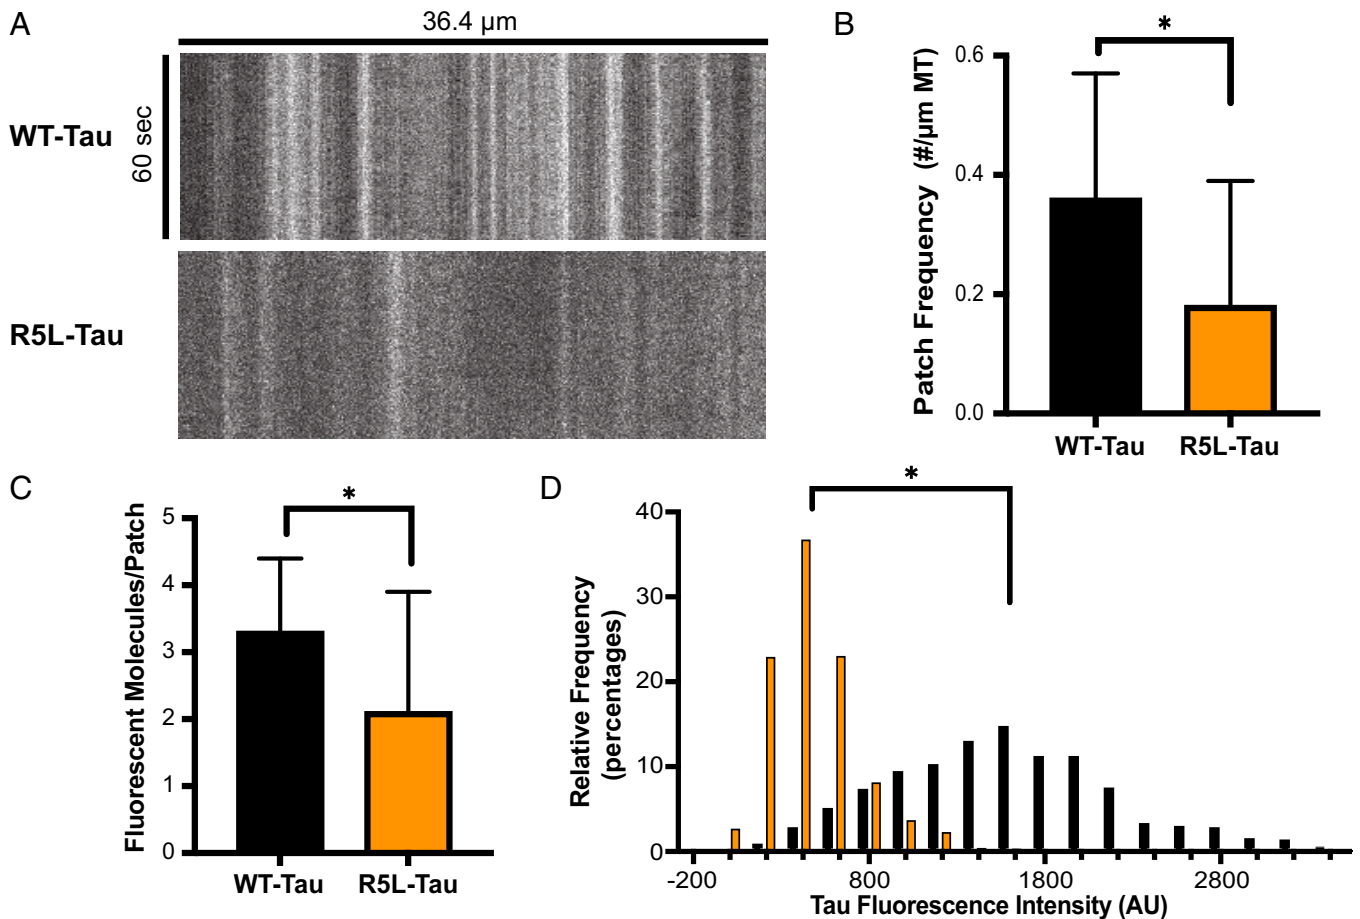 A
36.4 µm
WT-Tau
60 sec
R5L-Tau
B
*
Patch Frequency (#/µm MT)
0.6
0.4
0.2
0.0
WT-Tau
R5L-Tau
C
*
Fluorescent Molecules/Patch
5
4
3
2
1
0
WT-Tau
R5L-Tau
D
*
Relative Frequency
(percentages)
40
30
20
10
0
-200
800
1800
2800
Tau Fluorescence Intensity (AU)